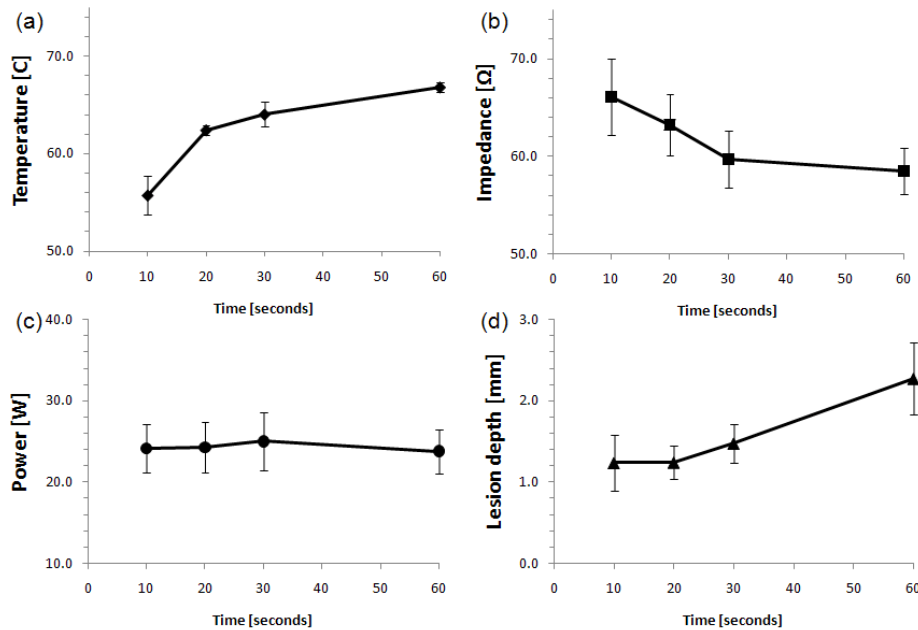 (a)
Temperature [C]
70.0
60.0
50.0
0 10 20 30 40 50 60
Time [seconds]
(b)
Impedance [Ω]
70.0
60.0
50.0
0 10 20 30 40 50 60
Time [seconds]
(c)
Power [W]
40.0
30.0
20.0
10.0
0 10 20 30 40 50 60
Time [seconds]
(d)
Lesion depth [mm]
3.0
2.0
1.0
0.0
0 10 20 30 40 50 60
Time [seconds]